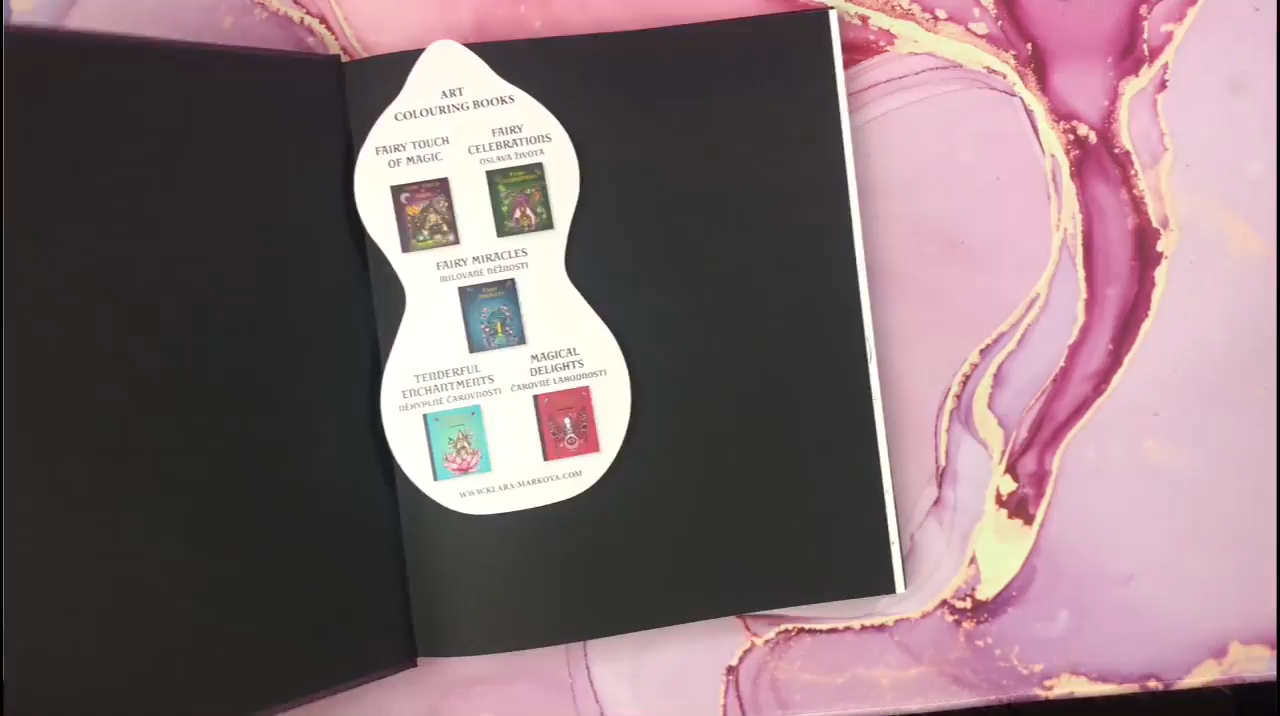 ART
COLOURING BOOKS
FAIRY TOUCH
OF MAGIC
FAIRY
CELEBRATIONS
OSLAVA ŽIVOTA
FAIRY MIRACLES
MILOVANÉ NĚŽNOSTI
TENDERFUL
ENCHANTMENTS
NEHYPLNÉ ČAROVNOSTI
MAGICAL
DELIGHTS
ČAROVNÉ LAHODNOSTI
WWW.KLARA-MARKOVA.COM